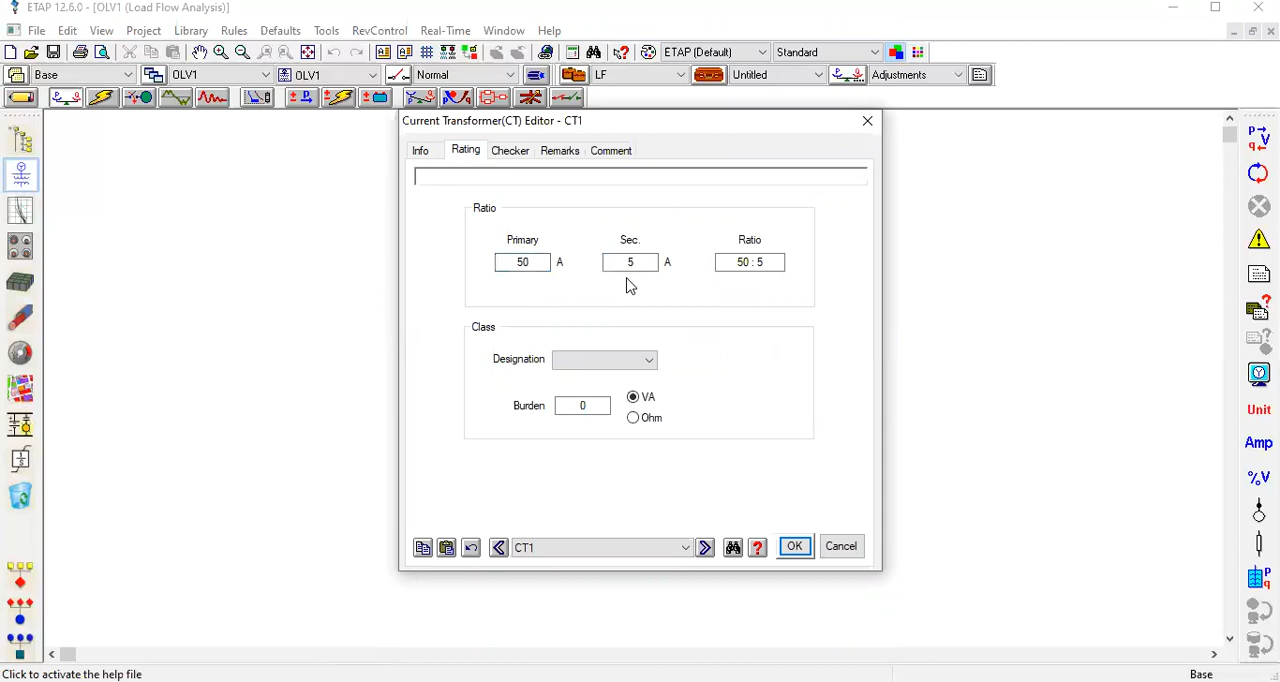 ETAP 12.6.0 - [OLV1 (Load Flow Analysis)]
File Edit View Project Library Rules Defaults Tools RevControl Real-Time Window Help
ETAP (Default) Standard
Base OLV1 OLV1 Normal LF Untitled Adjustments
Current Transformer(CT) Editor - CT1
Info Rating Checker Remarks Comment
Ratio
Primary Sec. Ratio
50 A 5 A 50 : 5
Class
Designation
Burden 0 VA
Ohm
CT1 OK Cancel
Unit
Amp
%V
Click to activate the help file Base